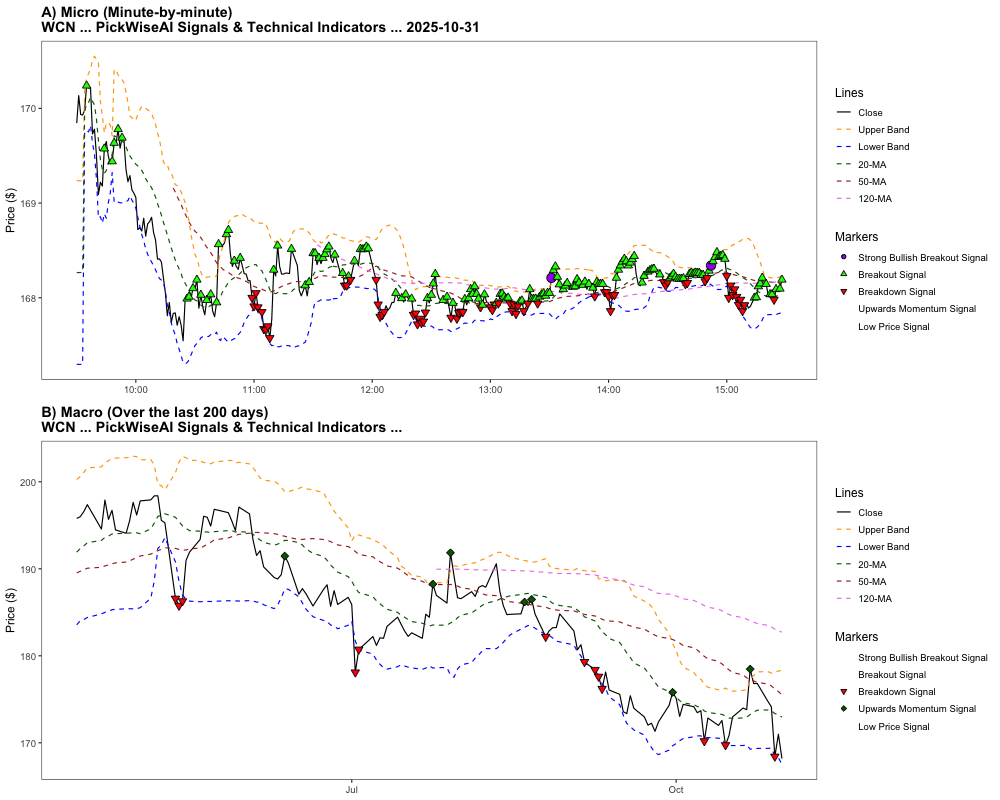 A) Micro (Minute-by-minute)
WCN ... PickWiseAI Signals & Technical Indicators ... 2025-10-31
Price ($)
170
169
168
10:00
11:00
12:00
13:00
14:00
15:00
Lines
Close
Upper Band
Lower Band
20-MA
50-MA
120-MA
Markers
Strong Bullish Breakout Signal
Breakout Signal
Breakdown Signal
Upwards Momentum Signal
Low Price Signal
B) Macro (Over the last 200 days)
WCN ... PickWiseAI Signals & Technical Indicators ...
Price ($)
200
190
180
170
Jul
Oct
Lines
Close
Upper Band
Lower Band
20-MA
50-MA
120-MA
Markers
Strong Bullish Breakout Signal
Breakout Signal
Breakdown Signal
Upwards Momentum Signal
Low Price Signal